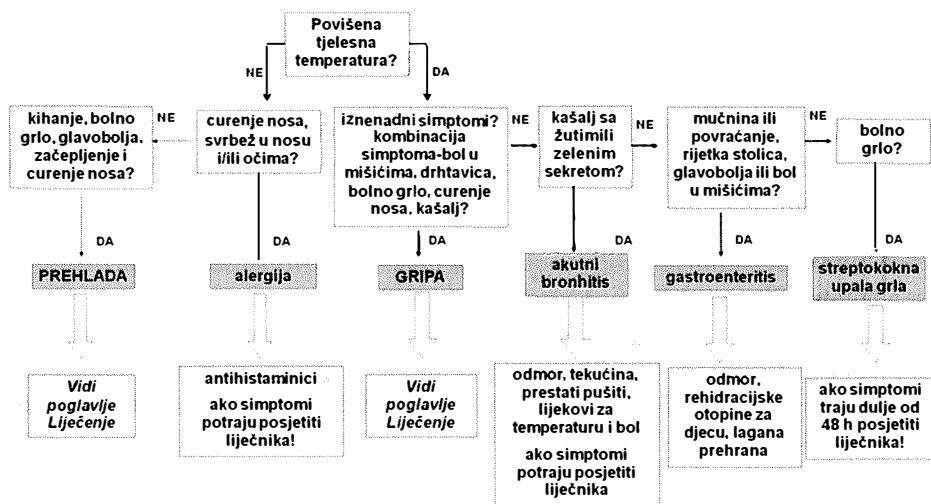 Povišena
tjelesna
temperatura?
NE
DA
kihanje, bolno
grlo, glavobolja,
začepljenje i
curenje nosa?
NE
curenje nosa,
svrbež u nosu
i/ili očima?
iznenadni simptomi?
kombinacija
simptoma-bol u
mišićima, drhtavica,
bolno grlo, curenje
nosa, kašalj?
NE
kašalj sa
žutimili
zelenim
sekretom?
NE
mučnina ili
povraćanje,
rijetka stolica,
glavobolja ili bol
u mišićima?
NE
bolno
grlo?
DA
DA
DA
DA
DA
DA
PREHLADA
alergija
GRIPA
akutni
bronhitis
gastroenteritis
streptokokna
upala grla
Vidi
poglavlje
Liječenje
antihistaminici
ako simptomi
potraju posjetiti
liječnika!
Vidi
poglavlje
Liječenje
odmor, tekućina,
prestati pušiti,
lijekovi za
temperaturu i bol
ako simptomi
potraju posjetiti
liječnika
odmor,
rehidracijske
otopine za
djecu, lagana
prehrana
ako simptomi
traju dulje od
48 h posjetiti
liječnika!